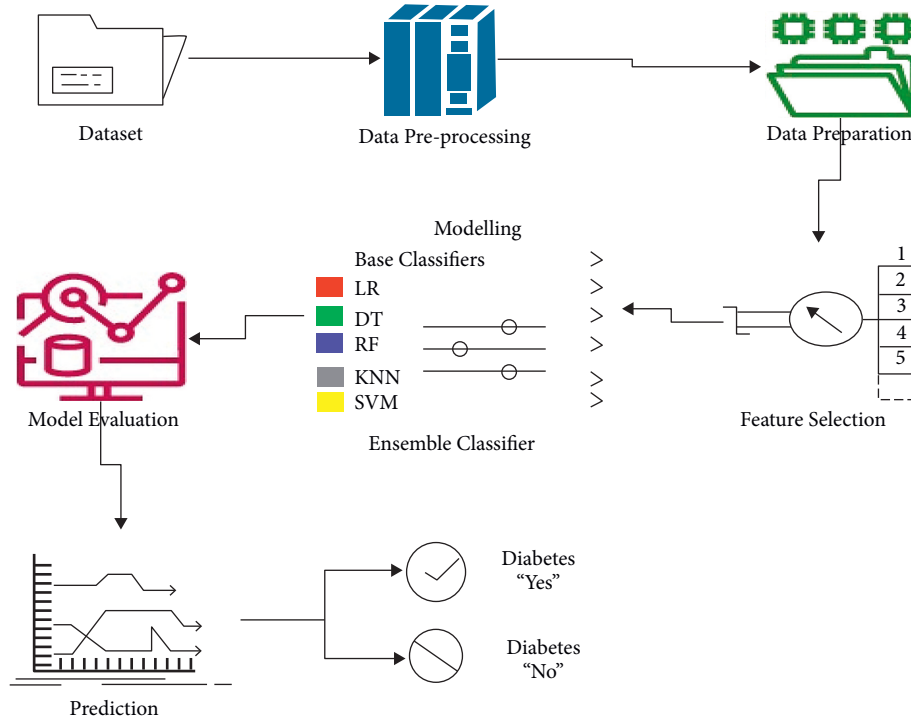 Dataset
Data Pre-processing
Data Preparation
Modelling
Base Classifiers
LR
DT
RF
KNN
SVM
Ensemble Classifier
1
2
3
4
5
Feature Selection
Model Evaluation
Diabetes
“Yes”
Diabetes
“No”
Prediction